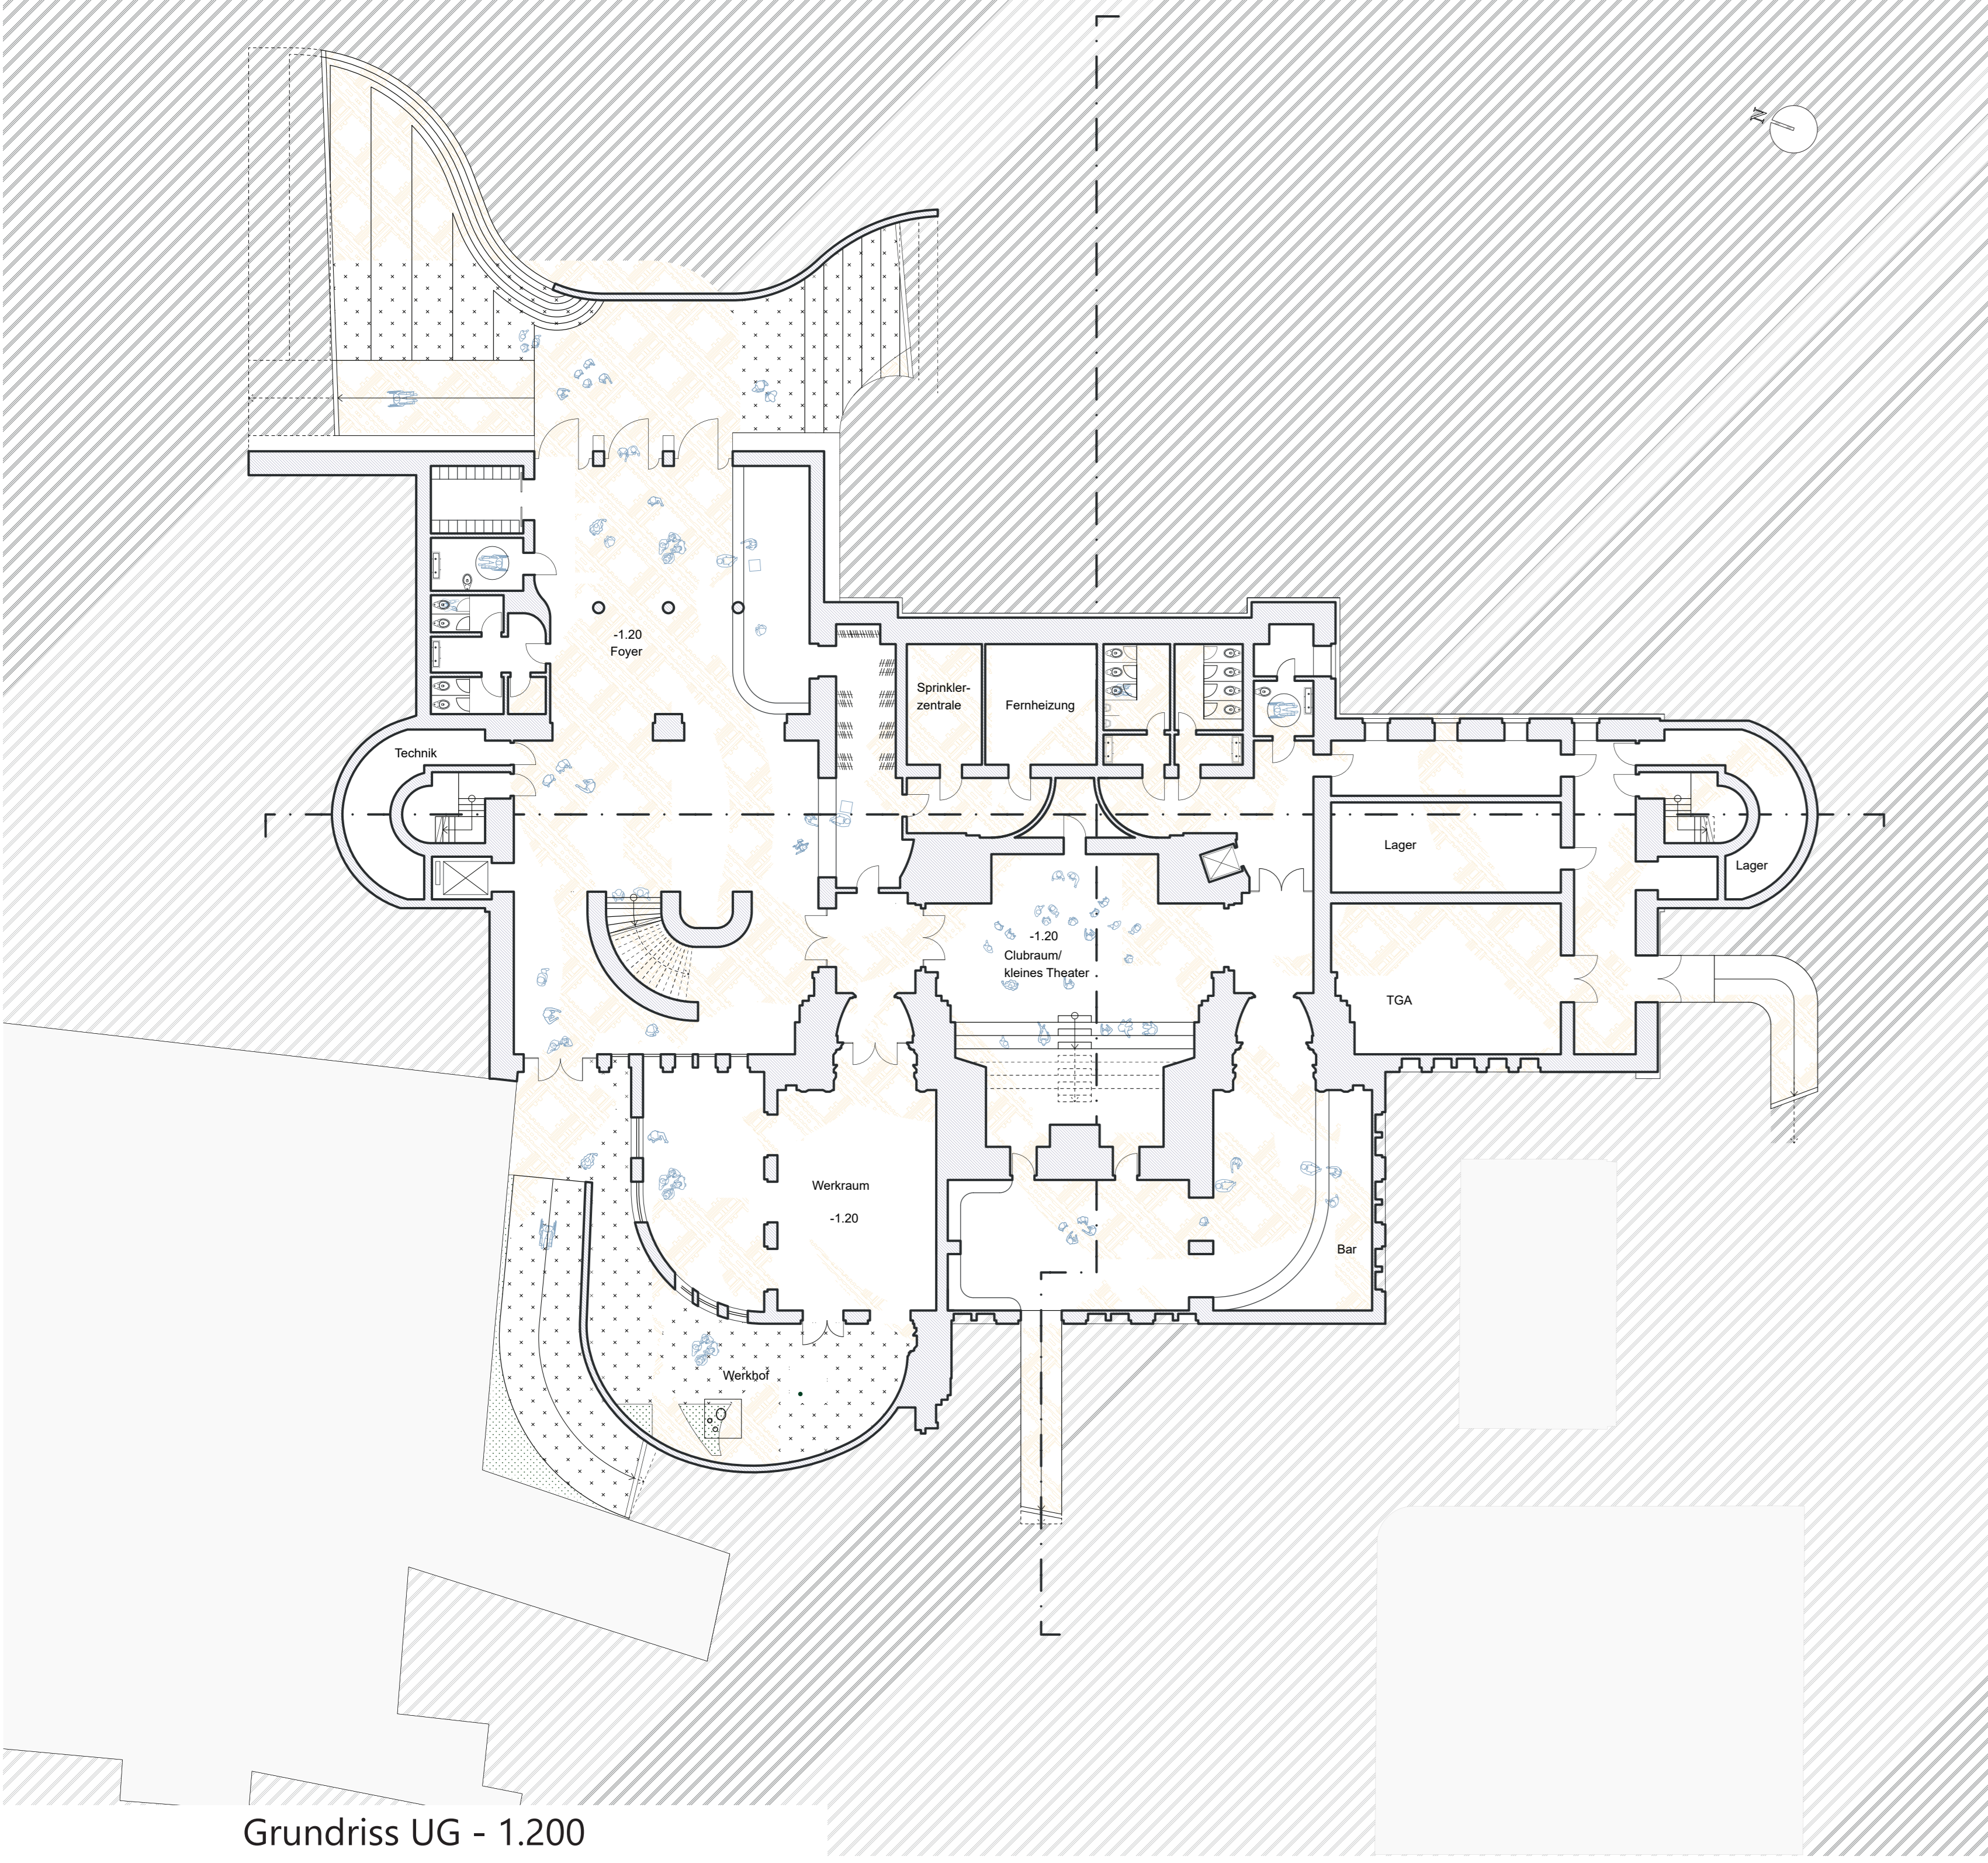 N
-1.20
Foyer
Sprinkler-
zentrale
Fernheizung
Technik
Lager
Lager
-1.20
Clubraum/
kleines Theater
TGA
Werkraum
-1.20
Bar
Werkhof
Grundriss UG - 1.200